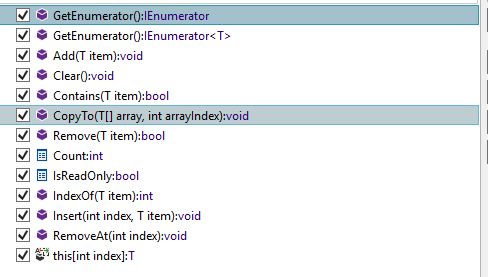 GetEnumerator():IEnumerator
GetEnumerator():IEnumerator<T>
Add(T item):void
Clear():void
Contains(T item):bool
CopyTo(T[] array, int arrayIndex):void
Remove(T item):bool
Count:int
IsReadOnly:bool
IndexOf(T item):int
Insert(int index, T item):void
RemoveAt(int index):void
this[int index]:T